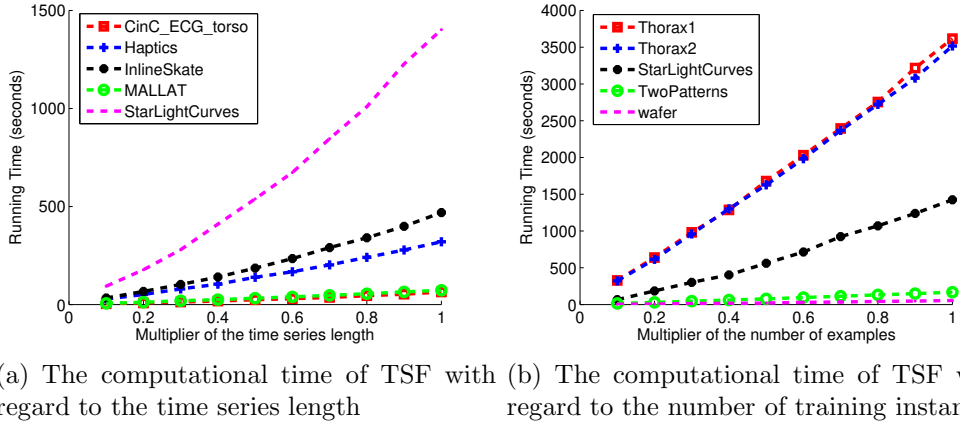 CinC_ECG_torso
Haptics
InlineSkate
MALLAT
StarLightCurves
Running Time (seconds)
1500
1000
500
0
0 0.2 0.4 0.6 0.8 1
Multiplier of the time series length
(a) The computational time of TSF with
regard to the time series length
Thorax1
Thorax2
StarLightCurves
TwoPatterns
wafer
Running Time (seconds)
4000
3500
3000
2500
2000
1500
1000
500
0
0 0.2 0.4 0.6 0.8 1
Multiplier of the number of examples
(b) The computational time of TSF w
regard to the number of training instan